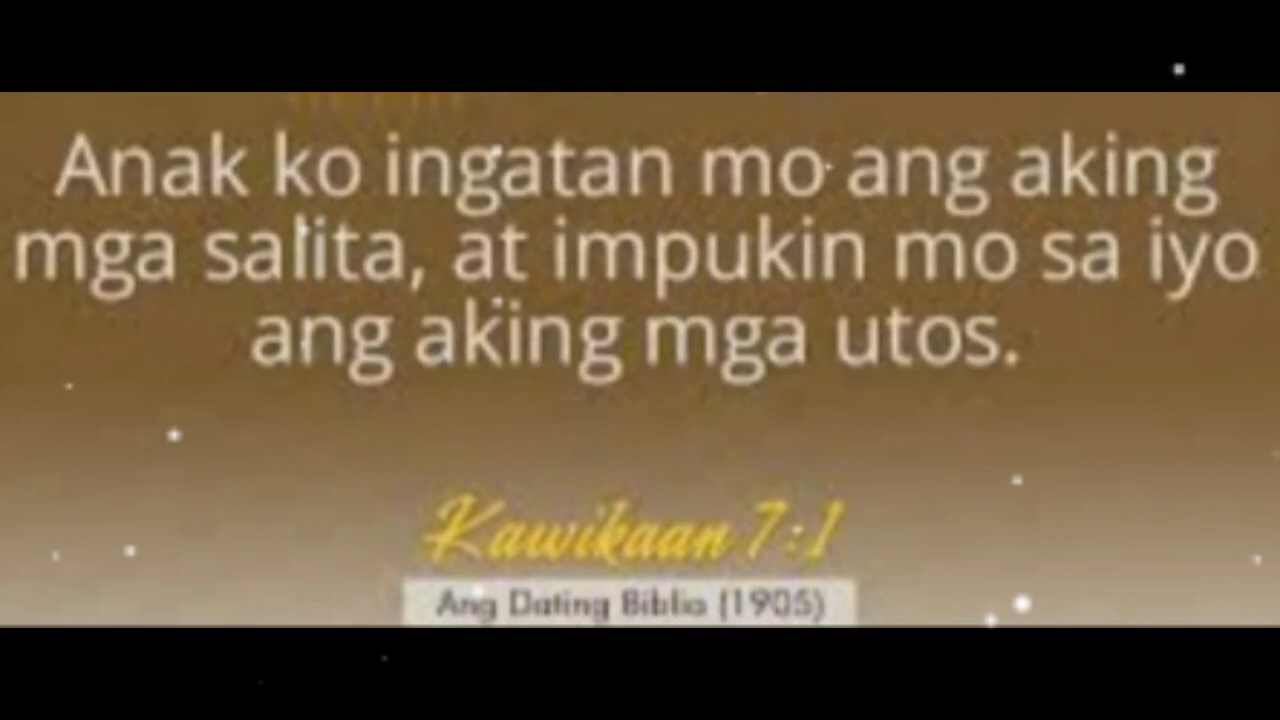 Anak ko ingatan mo ang aking
mga salita, at impukin mo sa iyo
ang aking mga utos.
Kawikaan 7:1
Ang Dating Biblia (1905)